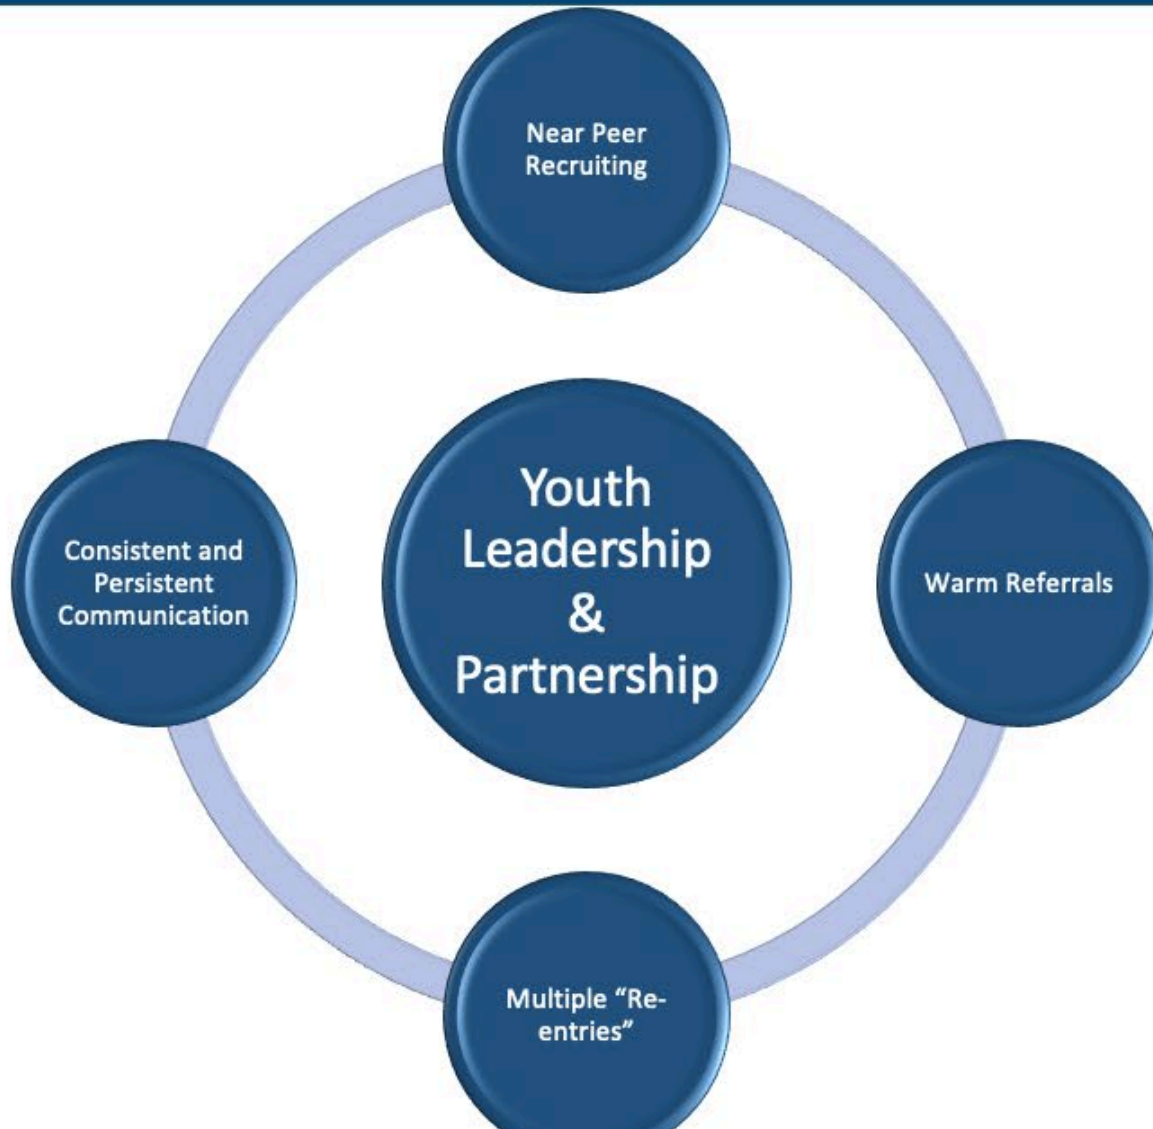 Near Peer
Recruiting
Youth
Leadership
&
Partnership
Consistent and
Persistent
Communication
Warm Referrals
Multiple “Re-
entries”